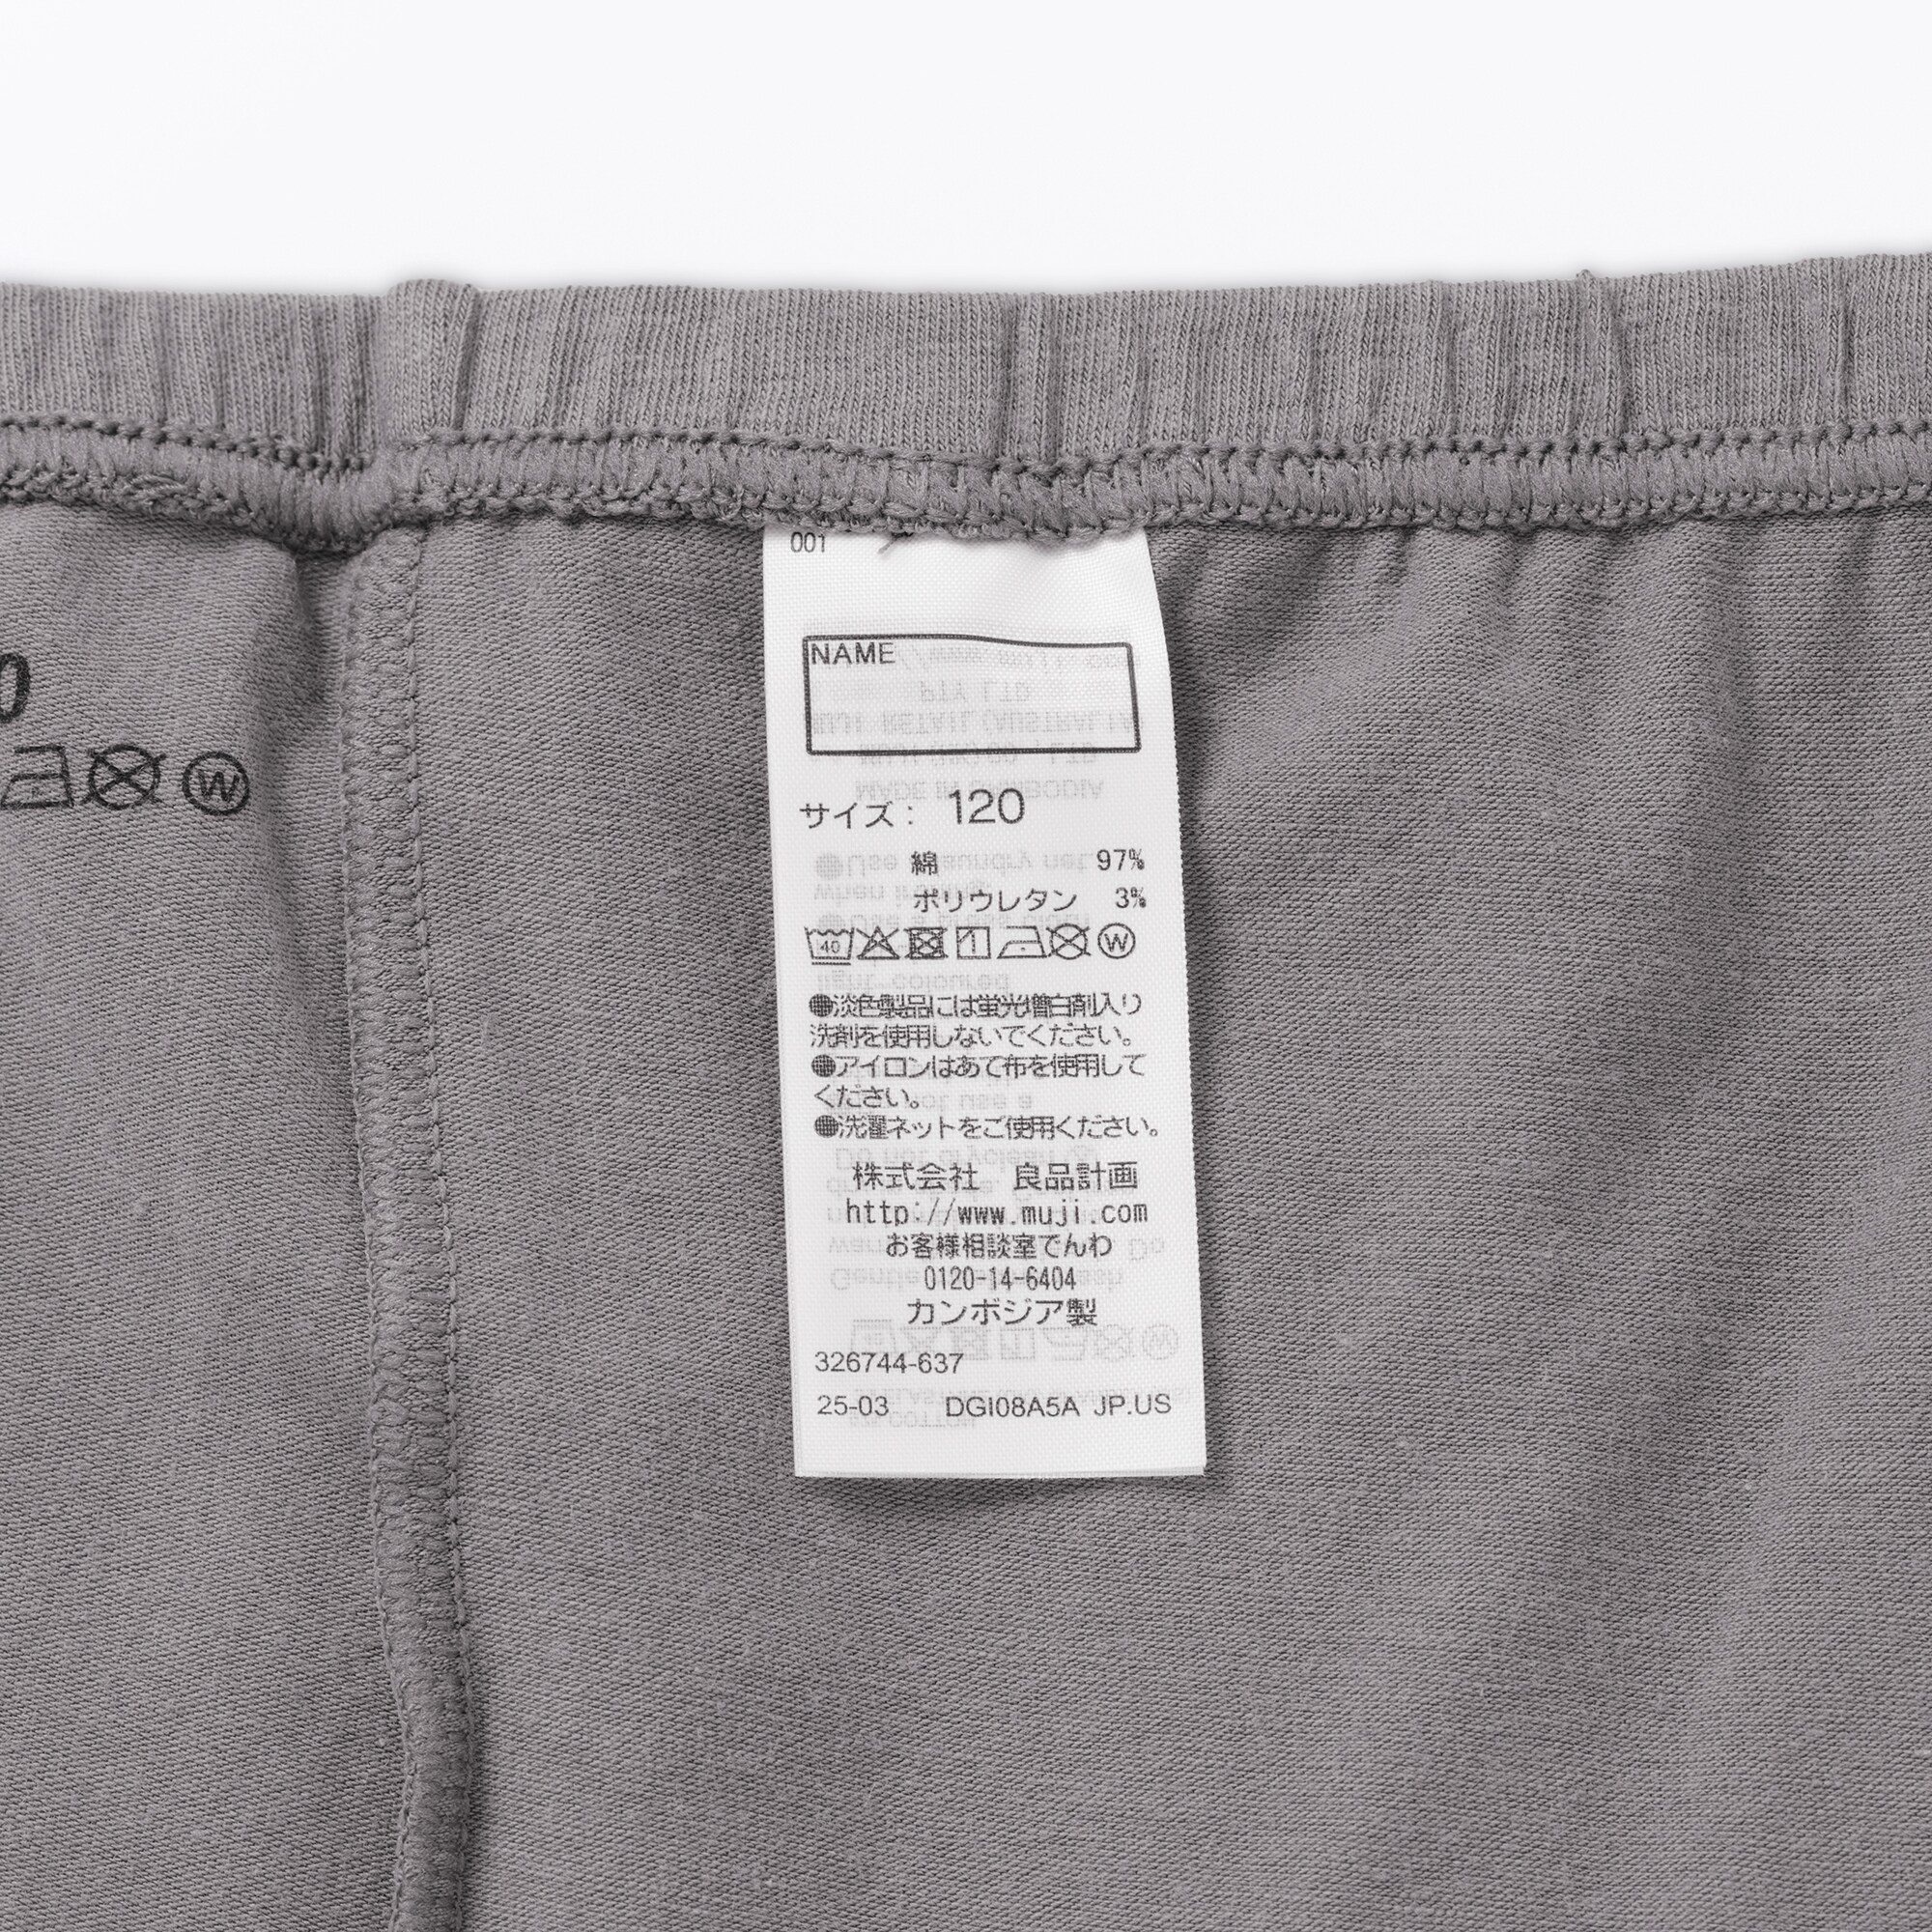 001
NAME
サイズ： 120
綿 97%
ポリウレタン 3%
40
W
●淡色製品には蛍光増白剤入り
洗剤を使用しないでください。
●アイロンはあて布を使用して
ください。
●洗濯ネットをご使用ください。
株式会社 良品計画
http://www.muji.com
お客様相談室でんわ
0120-14-6404
カンボジア製
326744-637
25-03 DGI08A5A JP.US
0
W